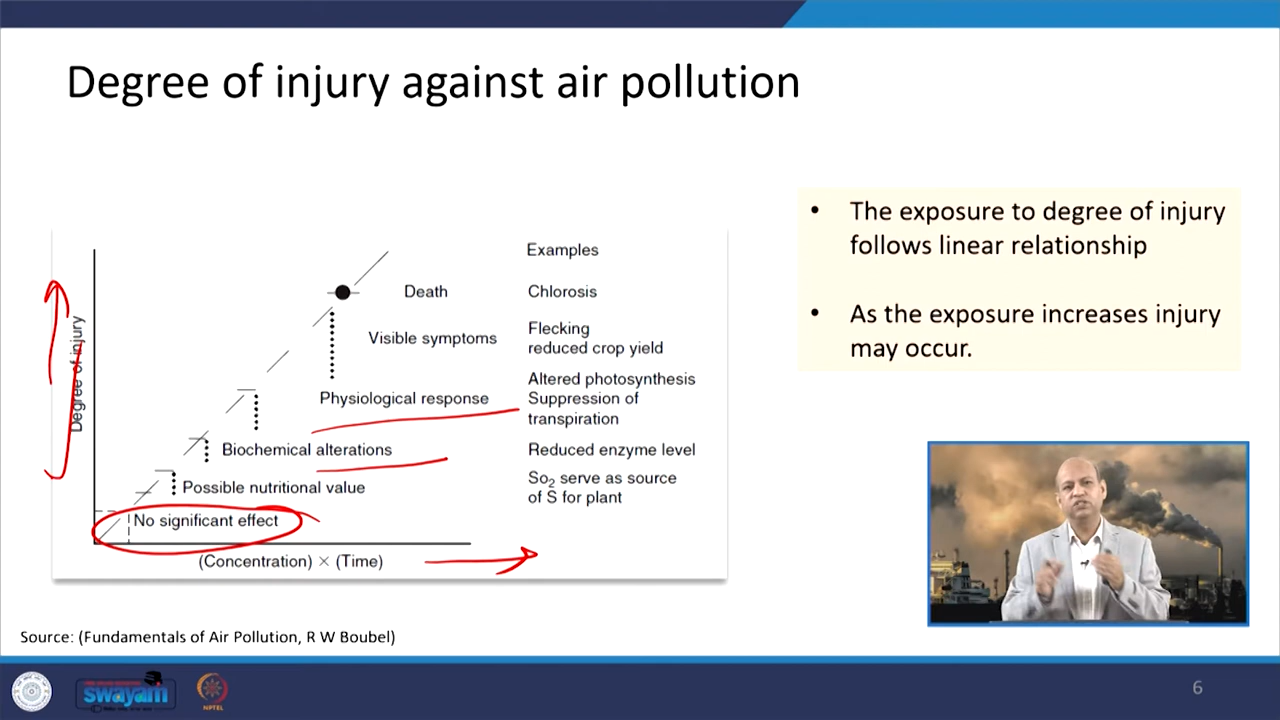 Degree of injury against air pollution
Degree of injury
Examples
Death
Chlorosis
Visible symptoms
Flecking
reduced crop yield
Physiological response
Altered photosynthesis
Suppression of
transpiration
Biochemical alterations
Reduced enzyme level
Possible nutritional value
So₂ serve as source
of S for plant
No significant effect
(Concentration) × (Time)
• The exposure to degree of injury
follows linear relationship
• As the exposure increases injury
may occur.
Source: (Fundamentals of Air Pollution, R W Boubel)
swayam
NPTEL
6